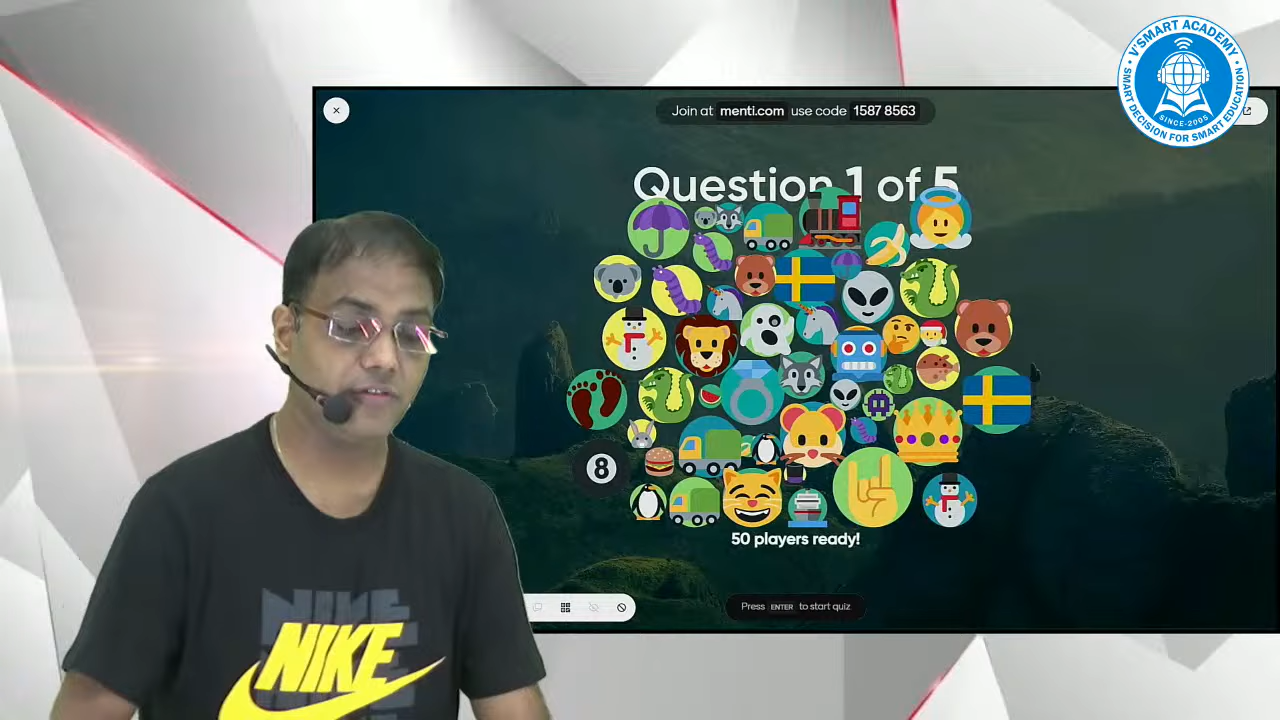 V'SMART ACADEMY
SMART DECISION FOR SMART EDUCATION
SINCE-2005
Join at menti.com use code 1587 8563
Question 1 of 5
8
50 players ready!
Press ENTER to start quiz
NIKE
NIKE